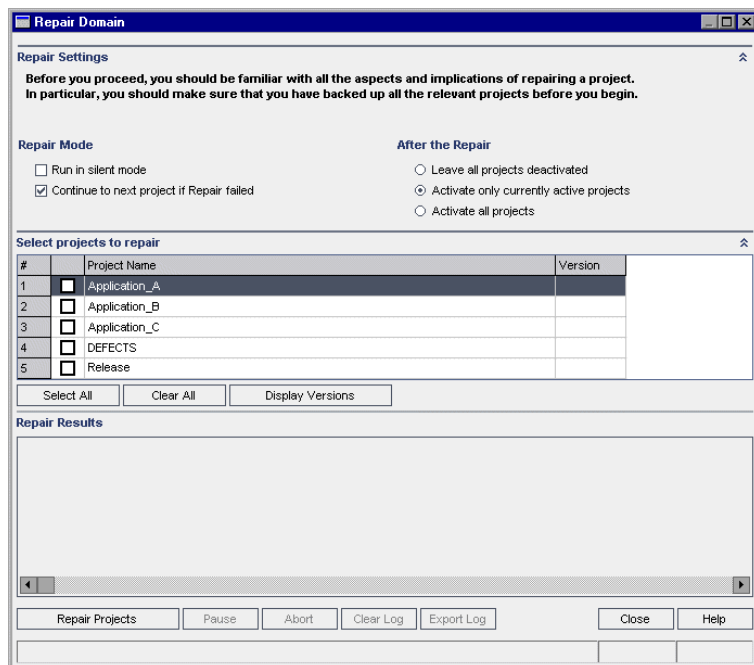 Repair Domain
Repair Settings
Before you proceed, you should be familiar with all the aspects and implications of repairing a project.
In particular, you should make sure that you have backed up all the relevant projects before you begin.
Repair Mode
After the Repair
Run in silent mode
Leave all projects deactivated
Continue to next project if Repair failed
Activate only currently active projects
Activate all projects
Select projects to repair
# Project Name Version
1 Application_A
2 Application_B
3 Application_C
4 DEFECTS
5 Release
Select All Clear All Display Versions
Repair Results
Repair Projects Pause Abort Clear Log Export Log Close Help